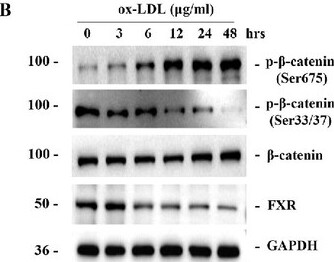 B
ox-LDL (μg/ml)
0 3 6 12 24 48 hrs
100 - - p-β-catenin
(Ser675)
100 - - p-β-catenin
(Ser33/37)
100 - - β-catenin
50 - - FXR
36 - - GAPDH